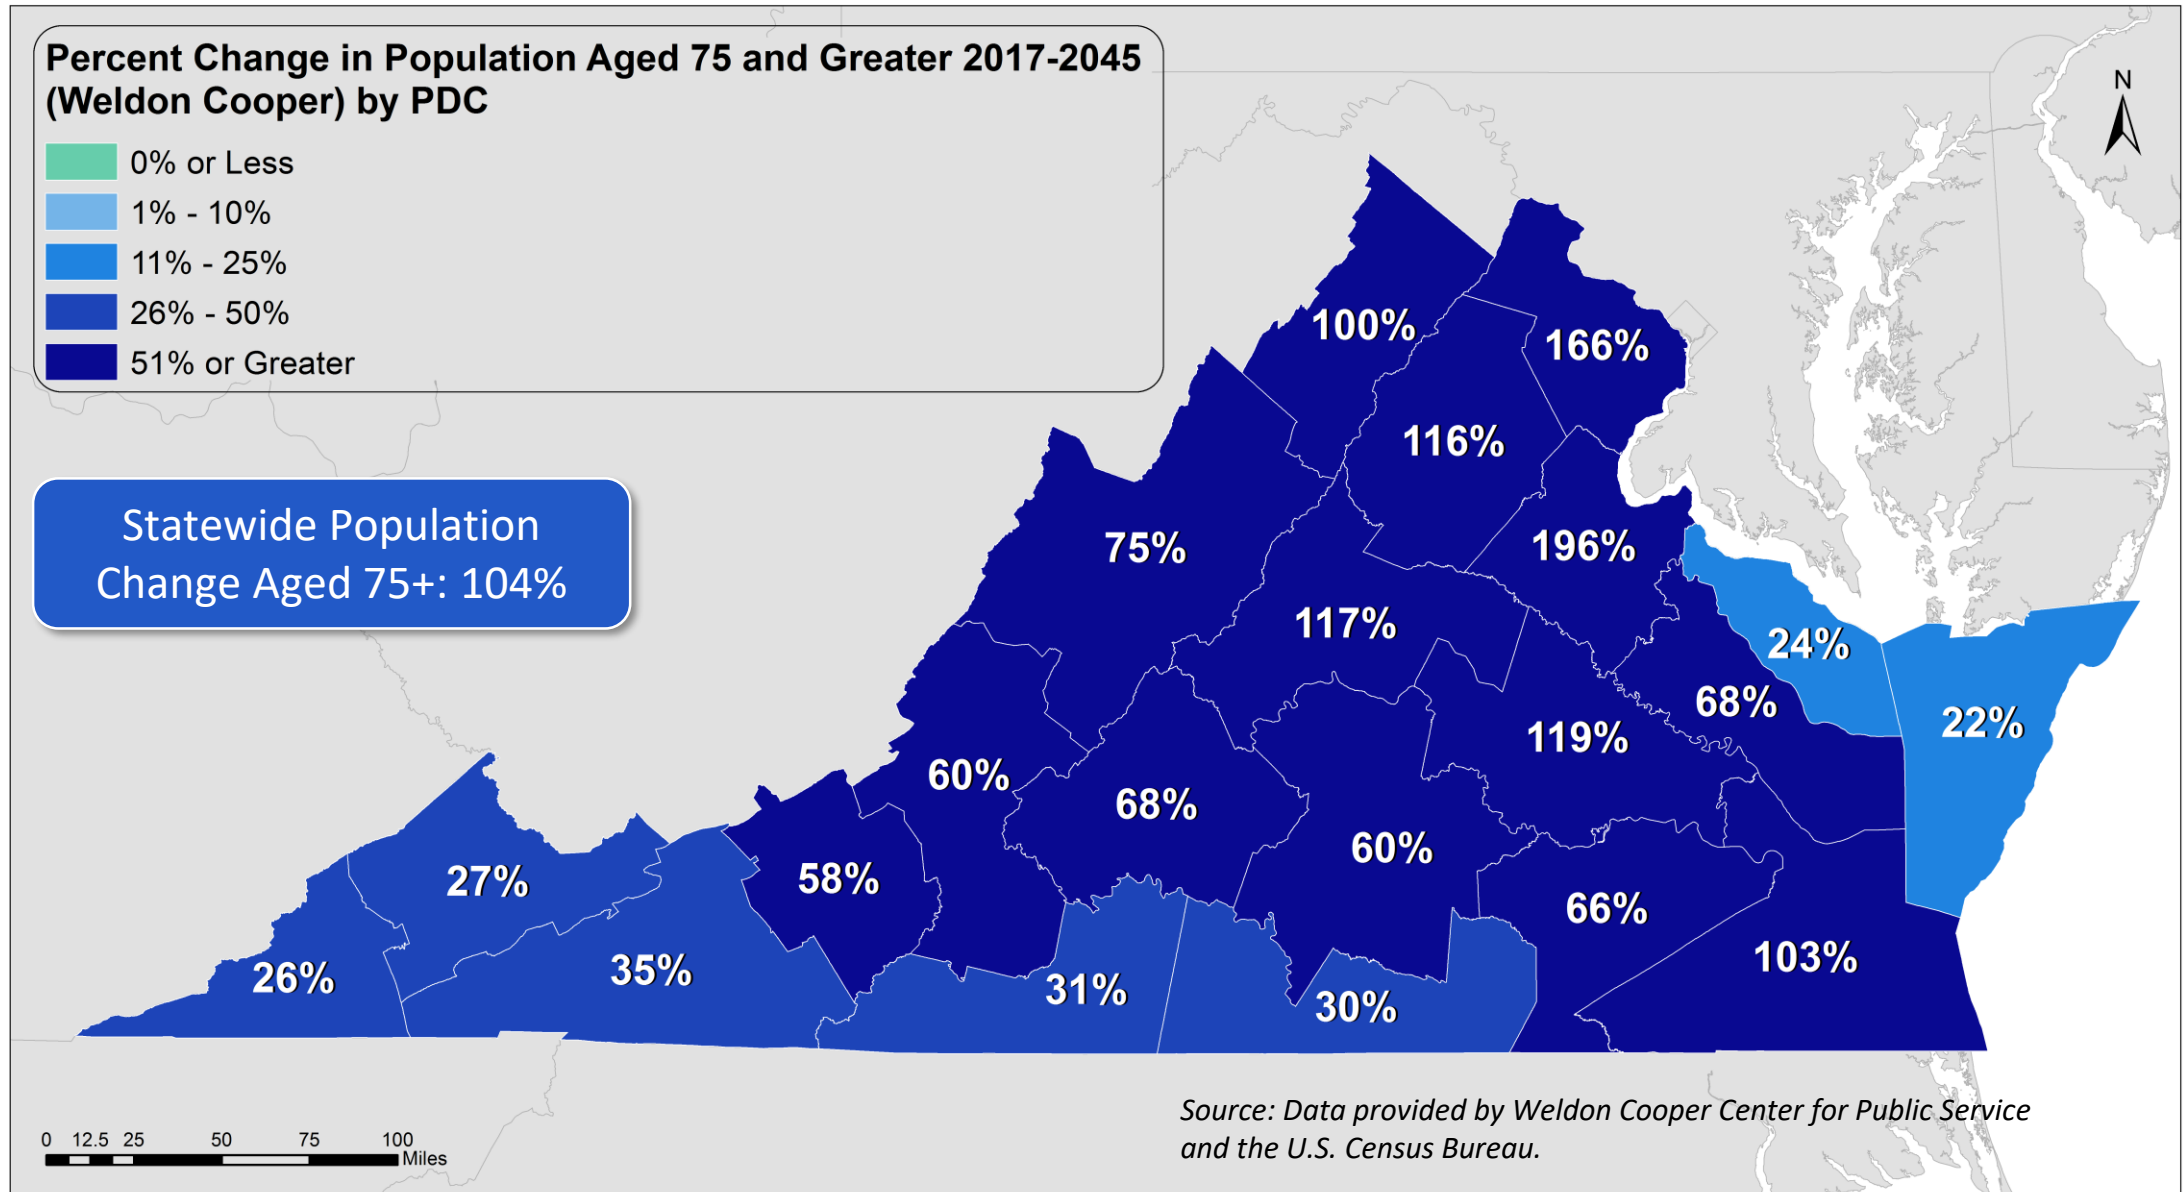 Percent Change in Population Aged 75 and Greater 2017-2045
(Weldon Cooper) by PDC
0% or Less
1% - 10%
11% - 25%
26% - 50%
51% or Greater
N
Statewide Population
Change Aged 75+: 104%
100%
166%
116%
75%
196%
117%
24%
68%
22%
119%
60%
68%
60%
27%
58%
66%
26%
35%
31%
30%
103%
0 12.5 25 50 75 100
Miles
Source: Data provided by Weldon Cooper Center for Public Service
and the U.S. Census Bureau.